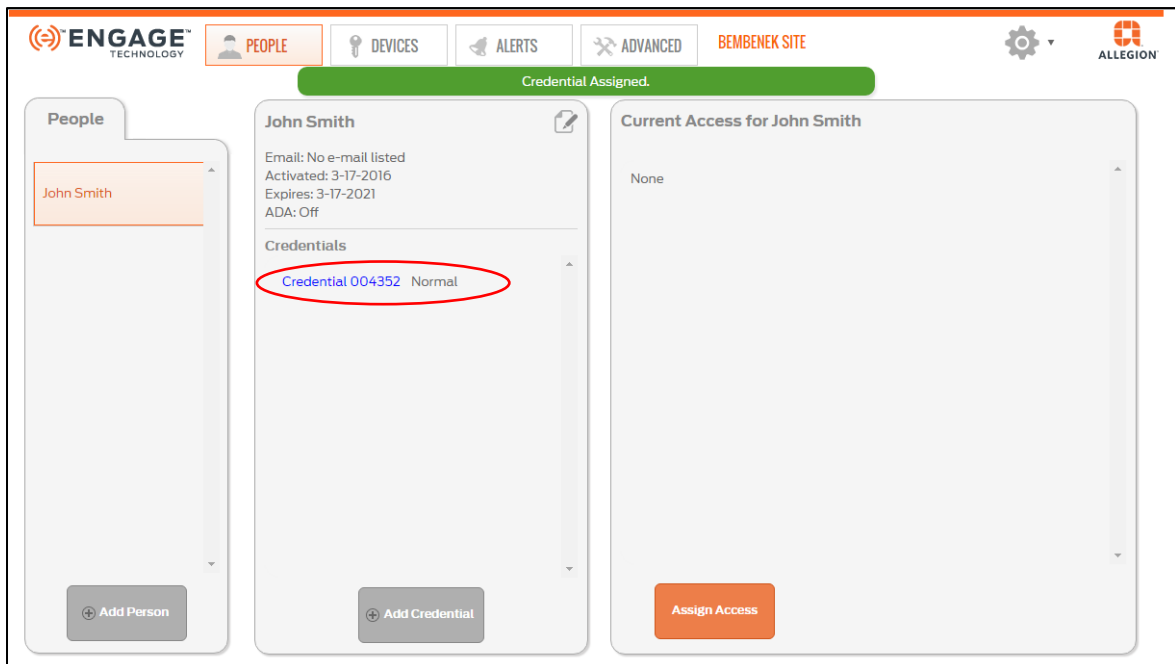 ENGAGE™
TECHNOLOGY
PEOPLE
DEVICES
ALERTS
ADVANCED
BEMBENEK SITE
ALLEGION
Credential Assigned.
People
John Smith
John Smith
Email: No e-mail listed
Activated: 3-17-2016
Expires: 3-17-2021
ADA: Off
Credentials
Credential 004352 Normal
Current Access for John Smith
None
Add Person
Add Credential
Assign Access